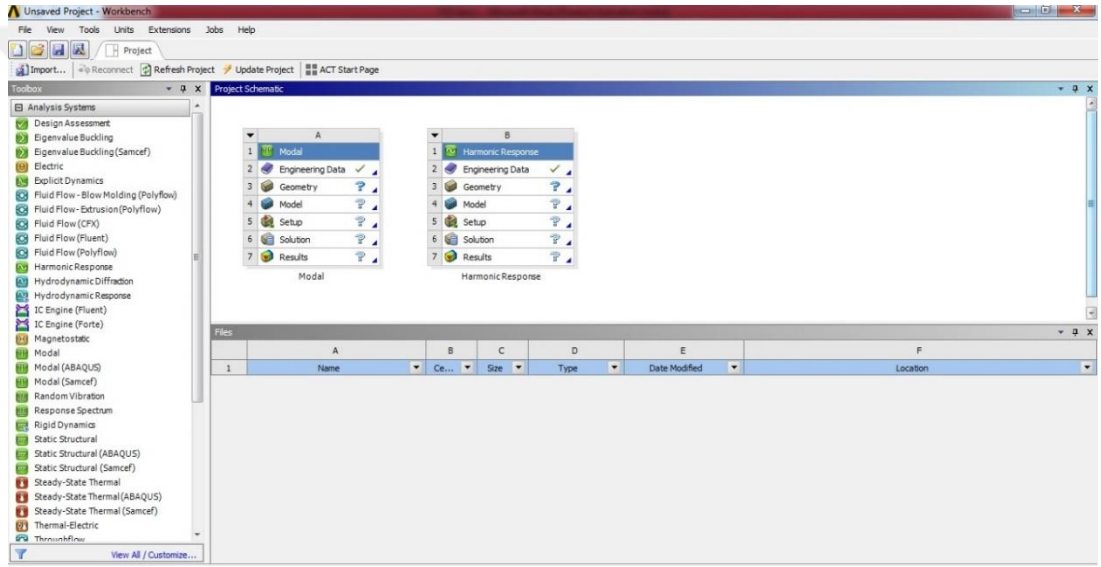 Unsaved Project - Workbench
File View Tools Units Extensions Jobs Help
Project
Import... Reconnect Refresh Project Update Project ACT Start Page
Toolbox
Analysis Systems
Design Assessment
Eigenvalue Buckling
Eigenvalue Buckling (Samcef)
Electric
Explicit Dynamics
Fluid Flow - Blow Molding (Polyflow)
Fluid Flow - Extrusion (Polyflow)
Fluid Flow (CFX)
Fluid Flow (Fluent)
Fluid Flow (Polyflow)
Harmonic Response
Hydrodynamic Diffraction
Hydrodynamic Response
IC Engine (Fluent)
IC Engine (Forte)
Magnetostatic
Modal
Modal (ABAQUS)
Modal (Samcef)
Random Vibration
Response Spectrum
Rigid Dynamics
Static Structural
Static Structural (ABAQUS)
Static Structural (Samcef)
Steady-State Thermal
Steady-State Thermal (ABAQUS)
Steady-State Thermal (Samcef)
Thermal-Electric
Throughflow
View All / Customize...
Project Schematic
A
1 Modal
2 Engineering Data
3 Geometry ?
4 Model ?
5 Setup ?
6 Solution ?
7 Results ?
Modal
B
1 Harmonic Response
2 Engineering Data
3 Geometry ?
4 Model ?
5 Setup ?
6 Solution ?
7 Results ?
Harmonic Response
Files
A B C D E F
1 Name Ce... Size Type Date Modified Location